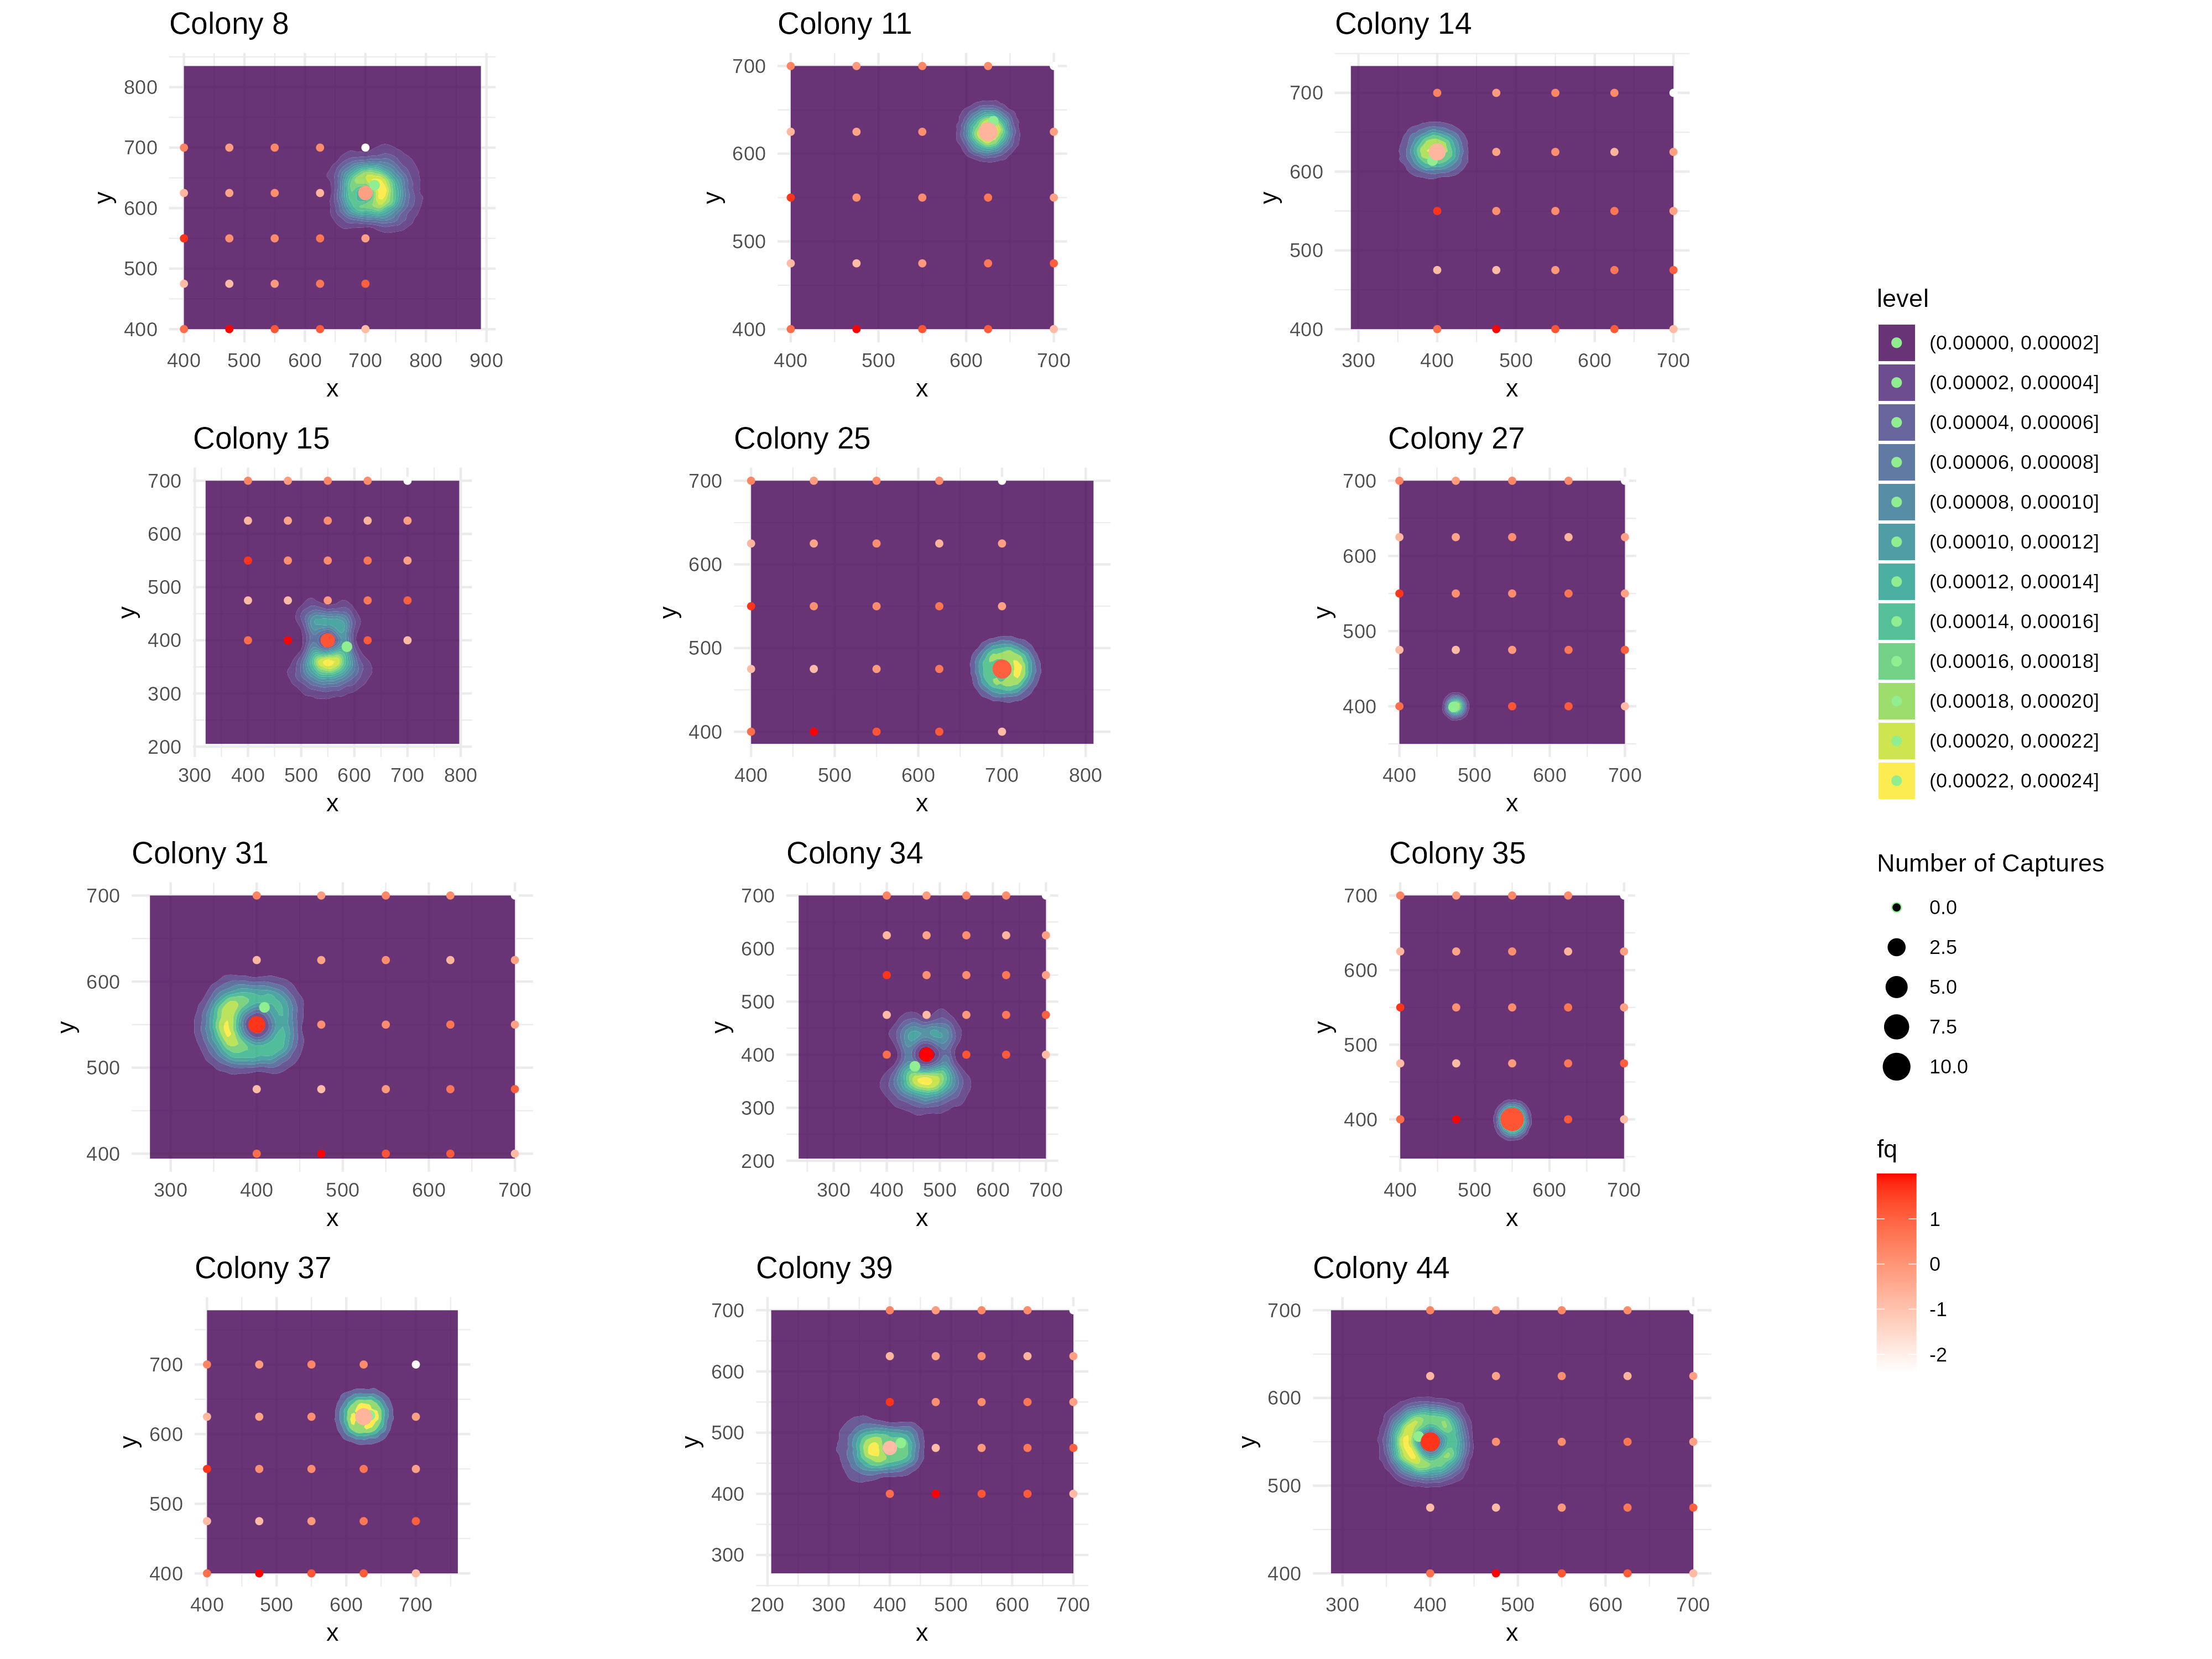 Colony 8
Colony 11
Colony 14
800
700
600
500
400
y
400 500 600 700 800 900
x
700
600
500
400
y
400 500 600 700
x
700
600
500
400
y
300 400 500 600 700
x
Colony 15
Colony 25
Colony 27
700
600
500
400
300
200
y
300 400 500 600 700 800
x
700
600
500
400
y
400 500 600 700 800
x
700
600
500
400
y
400 500 600 700
x
Colony 31
Colony 34
Colony 35
700
600
500
400
y
300 400 500 600 700
x
700
600
500
400
300
200
y
300 400 500 600 700
x
700
600
500
400
y
400 500 600 700
x
Colony 37
Colony 39
Colony 44
700
600
500
400
y
400 500 600 700
x
700
600
500
400
300
y
200 300 400 500 600 700
x
700
600
500
400
y
300 400 500 600 700
x
level
(0.00000, 0.00002]
(0.00002, 0.00004]
(0.00004, 0.00006]
(0.00006, 0.00008]
(0.00008, 0.00010]
(0.00010, 0.00012]
(0.00012, 0.00014]
(0.00014, 0.00016]
(0.00016, 0.00018]
(0.00018, 0.00020]
(0.00020, 0.00022]
(0.00022, 0.00024]
Number of Captures
0.0
2.5
5.0
7.5
10.0
fq
1
0
-1
-2